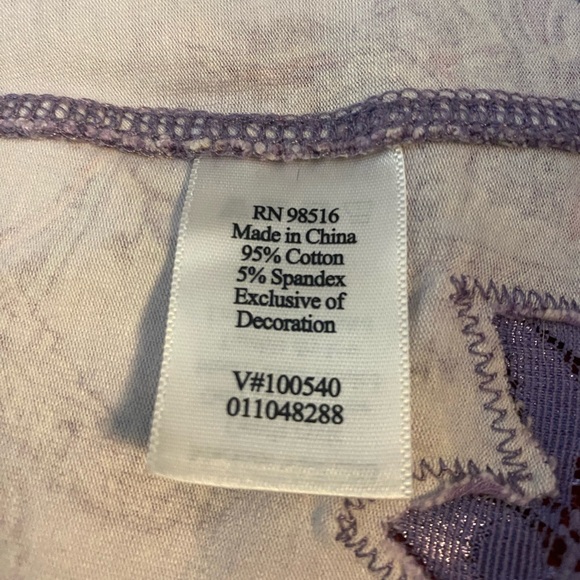 RN 98516
Made in China
95% Cotton
5% Spandex
Exclusive of
Decoration
V#100540
011048288